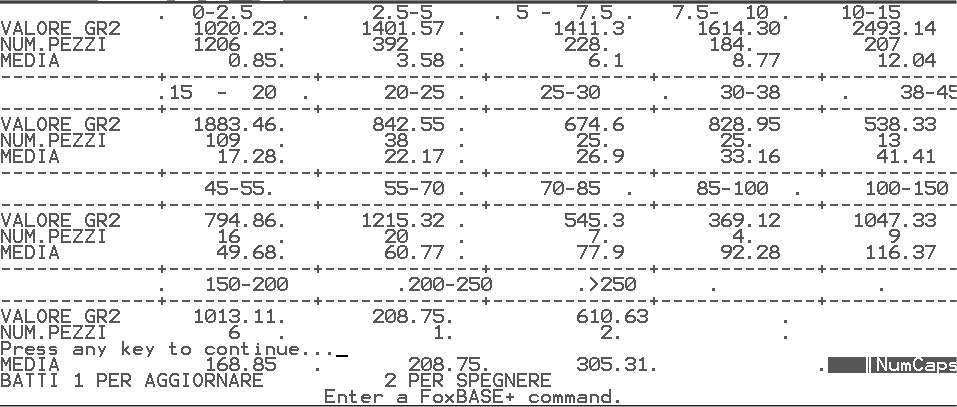 . 0-2.5 . 2.5-5 . 5 - 7.5 . 7.5- 10 . 10-15
VALORE GR2 1020.23. 1401.57 . 1411.3 1614.30 2493.14
NUM.PEZZI 1206 . 392 . 228. 184. 207
MEDIA 0.85. 3.58 . 6.1 8.77 12.04
------------+------------+------------+------------+------------+------------
.15 - 20 . 20-25 . 25-30 . 30-38 . 38-45
VALORE GR2 1883.46. 842.55 . 674.6 828.95 538.33
NUM.PEZZI 109 . 38 . 25. 25. 13
MEDIA 17.28. 22.17 . 26.9 33.16 41.41
------------+------------+------------+------------+------------+------------
45-55. 55-70 . 70-85 . 85-100 . 100-150
------------+------------+------------+------------+------------+------------
VALORE GR2 794.86. 1215.32 . 545.3 369.12 1047.33
NUM.PEZZI 16 . 20 . 7. 4. 9
MEDIA 49.68. 60.77 . 77.9 92.28 116.37
------------+------------+------------+------------+------------+------------
. 150-200 .200-250 .>250 . .
------------+------------+------------+------------+------------+------------
VALORE GR2 1013.11. 208.75. 610.63 .
NUM.PEZZI 6 . 1. 2. .
Press any key to continue..._
MEDIA 168.85 . 208.75. 305.31. . NumCaps
BATTI 1 PER AGGIORNARE 2 PER SPEGNERE
Enter a FoxBASE+ command.